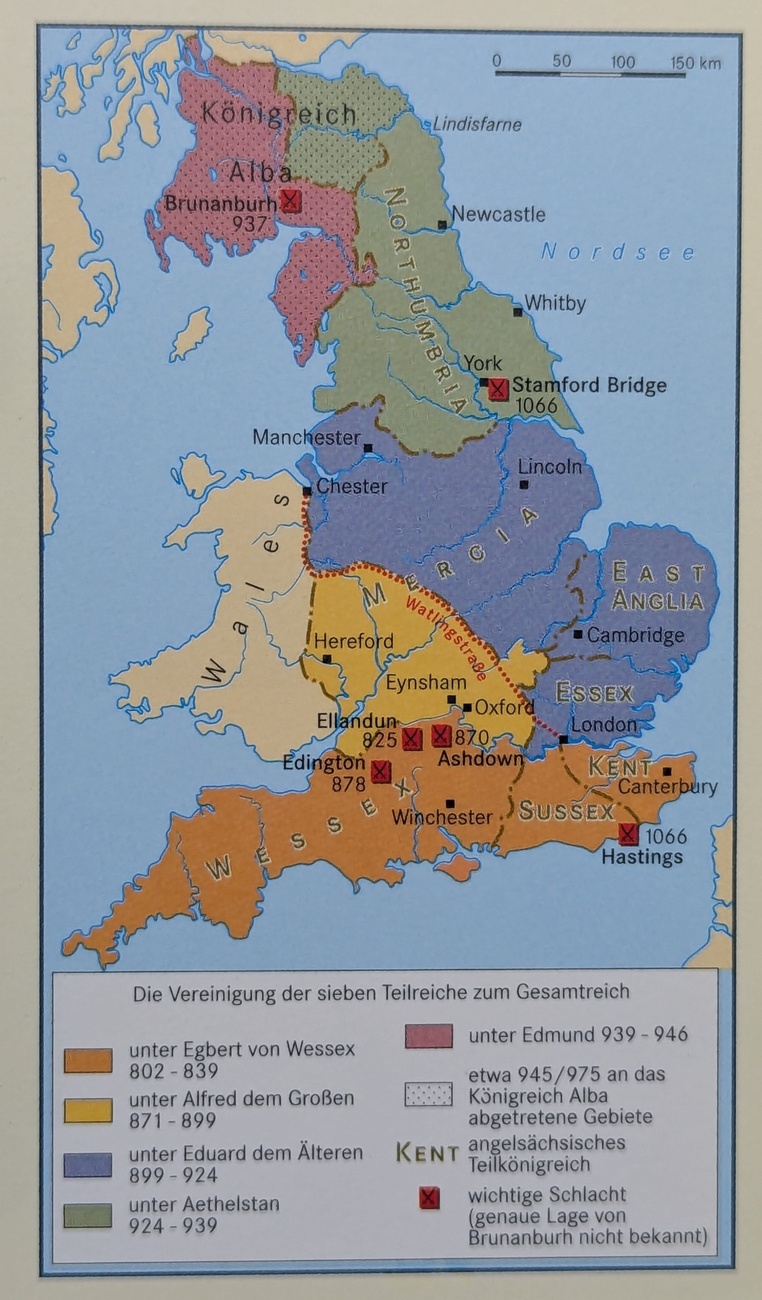 0 50 100 150 km
Königreich
Alba
Lindisfarne
Brunanburh
937
NORTHUMBRIA
Newcastle
Nordsee
Whitby
York
Stamford Bridge
1066
Manchester
Lincoln
Chester
Wales
MERCIA
EAST
ANGLIA
Watlingstraße
Cambridge
Hereford
Eynsham
ESSEX
Oxford
Ellandun
825
870
Ashdown
London
Edington
878
KENT
Canterbury
WESSEX
Winchester
SUSSEX
1066
Hastings
Die Vereinigung der sieben Teilreiche zum Gesamtreich
unter Egbert von Wessex
802 - 839
unter Alfred dem Großen
871 - 899
unter Eduard dem Älteren
899 - 924
unter Aethelstan
924 - 939
unter Edmund 939 - 946
etwa 945/975 an das
Königreich Alba
abgetretene Gebiete
KENT angelsächsisches
Teilkönigreich
wichtige Schlacht
(genaue Lage von
Brunanburh nicht bekannt)